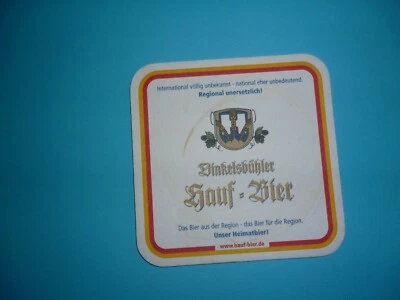 International völlig unbekannt - national eher unbedeutend.
Regional unersetzlich!
Dinkelsbühler
Hauf-Bier
Das Bier aus der Region - das Bier für die Region.
Unser Heimatbier!
www.hauf-bier.de